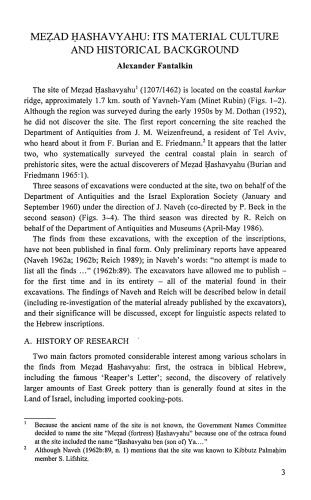 MEẒAD ḤASHAVYAHU: ITS MATERIAL CULTURE
AND HISTORICAL BACKGROUND
Alexander Fantalkin
The site of Meẓad Ḥashavyahu¹ (1207/1462) is located on the coastal kurkar
ridge, approximately 1.7 km. south of Yavneh-Yam (Minet Rubin) (Figs. 1–2).
Although the region was surveyed during the early 1950s by M. Dothan (1952),
he did not discover the site. The first report concerning the site reached the
Department of Antiquities from J. M. Weizenfreund, a resident of Tel Aviv,
who heard about it from F. Burian and E. Friedmann.² It appears that the latter
two, who systematically surveyed the central coastal plain in search of
prehistoric sites, were the actual discoverers of Meẓad Ḥashavyahu (Burian and
Friedmann 1965:1).
Three seasons of excavations were conducted at the site, two on behalf of the
Department of Antiquities and the Israel Exploration Society (January and
September 1960) under the direction of J. Naveh (co-directed by P. Beck in the
second season) (Figs. 3–4). The third season was directed by R. Reich on
behalf of the Department of Antiquities and Museums (April-May 1986).
The finds from these excavations, with the exception of the inscriptions,
have not been published in final form. Only preliminary reports have appeared
(Naveh 1962a; 1962b; Reich 1989); in Naveh's words: "no attempt is made to
list all the finds ..." (1962b:89). The excavators have allowed me to publish –
for the first time and in its entirety – all of the material found in their
excavations. The findings of Naveh and Reich will be described below in detail
(including re-investigation of the material already published by the excavators),
and their significance will be discussed, except for linguistic aspects related to
the Hebrew inscriptions.
A. HISTORY OF RESEARCH
Two main factors promoted considerable interest among various scholars in
the finds from Meẓad Ḥashavyahu: first, the ostraca in biblical Hebrew,
including the famous 'Reaper's Letter'; second, the discovery of relatively
larger amounts of East Greek pottery than is generally found at sites in the
Land of Israel, including imported cooking-pots.
¹ Because the ancient name of the site is not known, the Government Names Committee
decided to name the site "Meẓad (fortress) Ḥashavyahu" because one of the ostraca found
at the site included the name "Ḥashavyahu ben (son of) Ya...."
² Although Naveh (1962b:89, n. 1) mentions that the site was known to Kibbutz Palmaḥim
member S. Lifshitz.
3